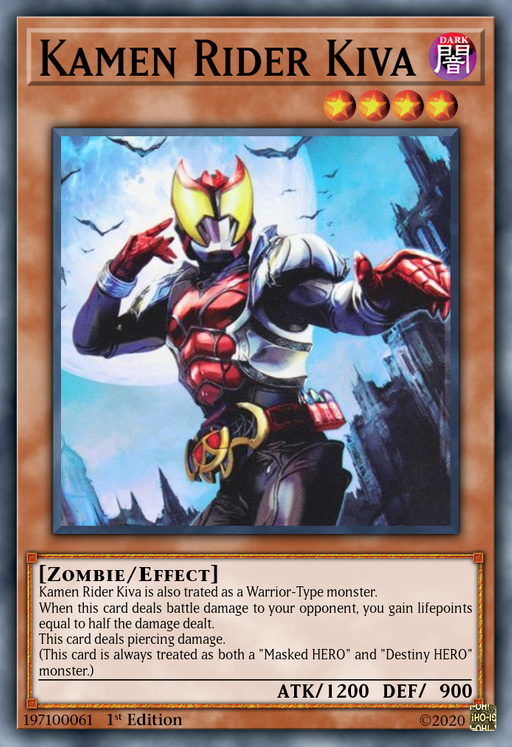 KAMEN RIDER KIVA
DARK
闇
[ZOMBIE/EFFECT]
Kamen Rider Kiva is also trated as a Warrior-Type monster.
When this card deals battle damage to your opponent, you gain lifepoints
equal to half the damage dealt.
This card deals piercing damage.
(This card is always treated as both a "Masked HERO" and "Destiny HERO"
monster.)
ATK/1200 DEF/ 900
197100061 1st Edition ©2020